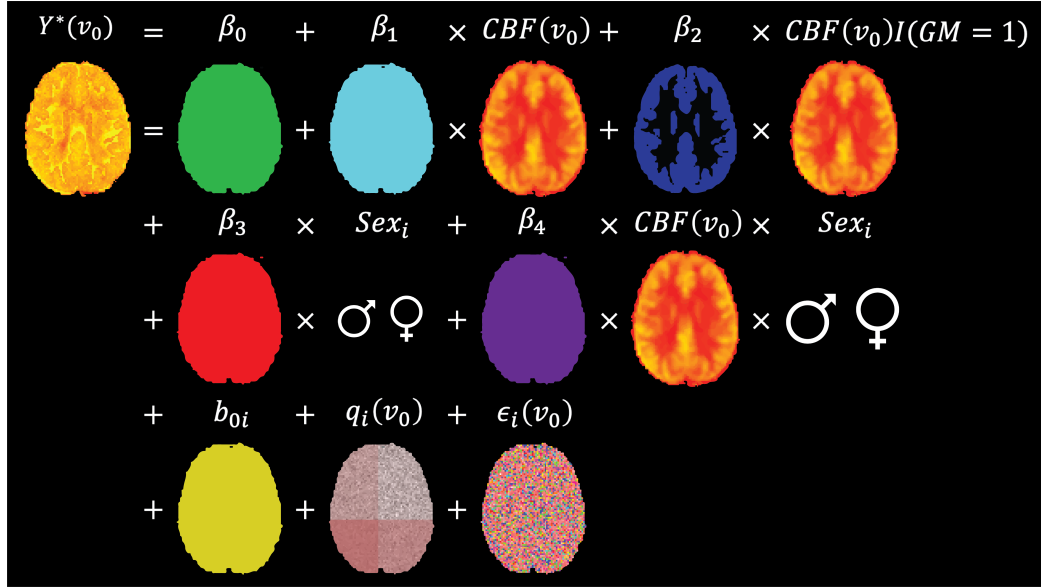 Y*(v₀) = β₀ + β₁ × CBF(v₀) + β₂ × CBF(v₀)I(GM = 1)
= + × + ×
+ β₃ × Sexᵢ + β₄ × CBF(v₀) × Sexᵢ
+ × ♂ ♀ + × × ♂ ♀
+ b₀ᵢ + qᵢ(v₀) + ϵᵢ(v₀)
+ + +